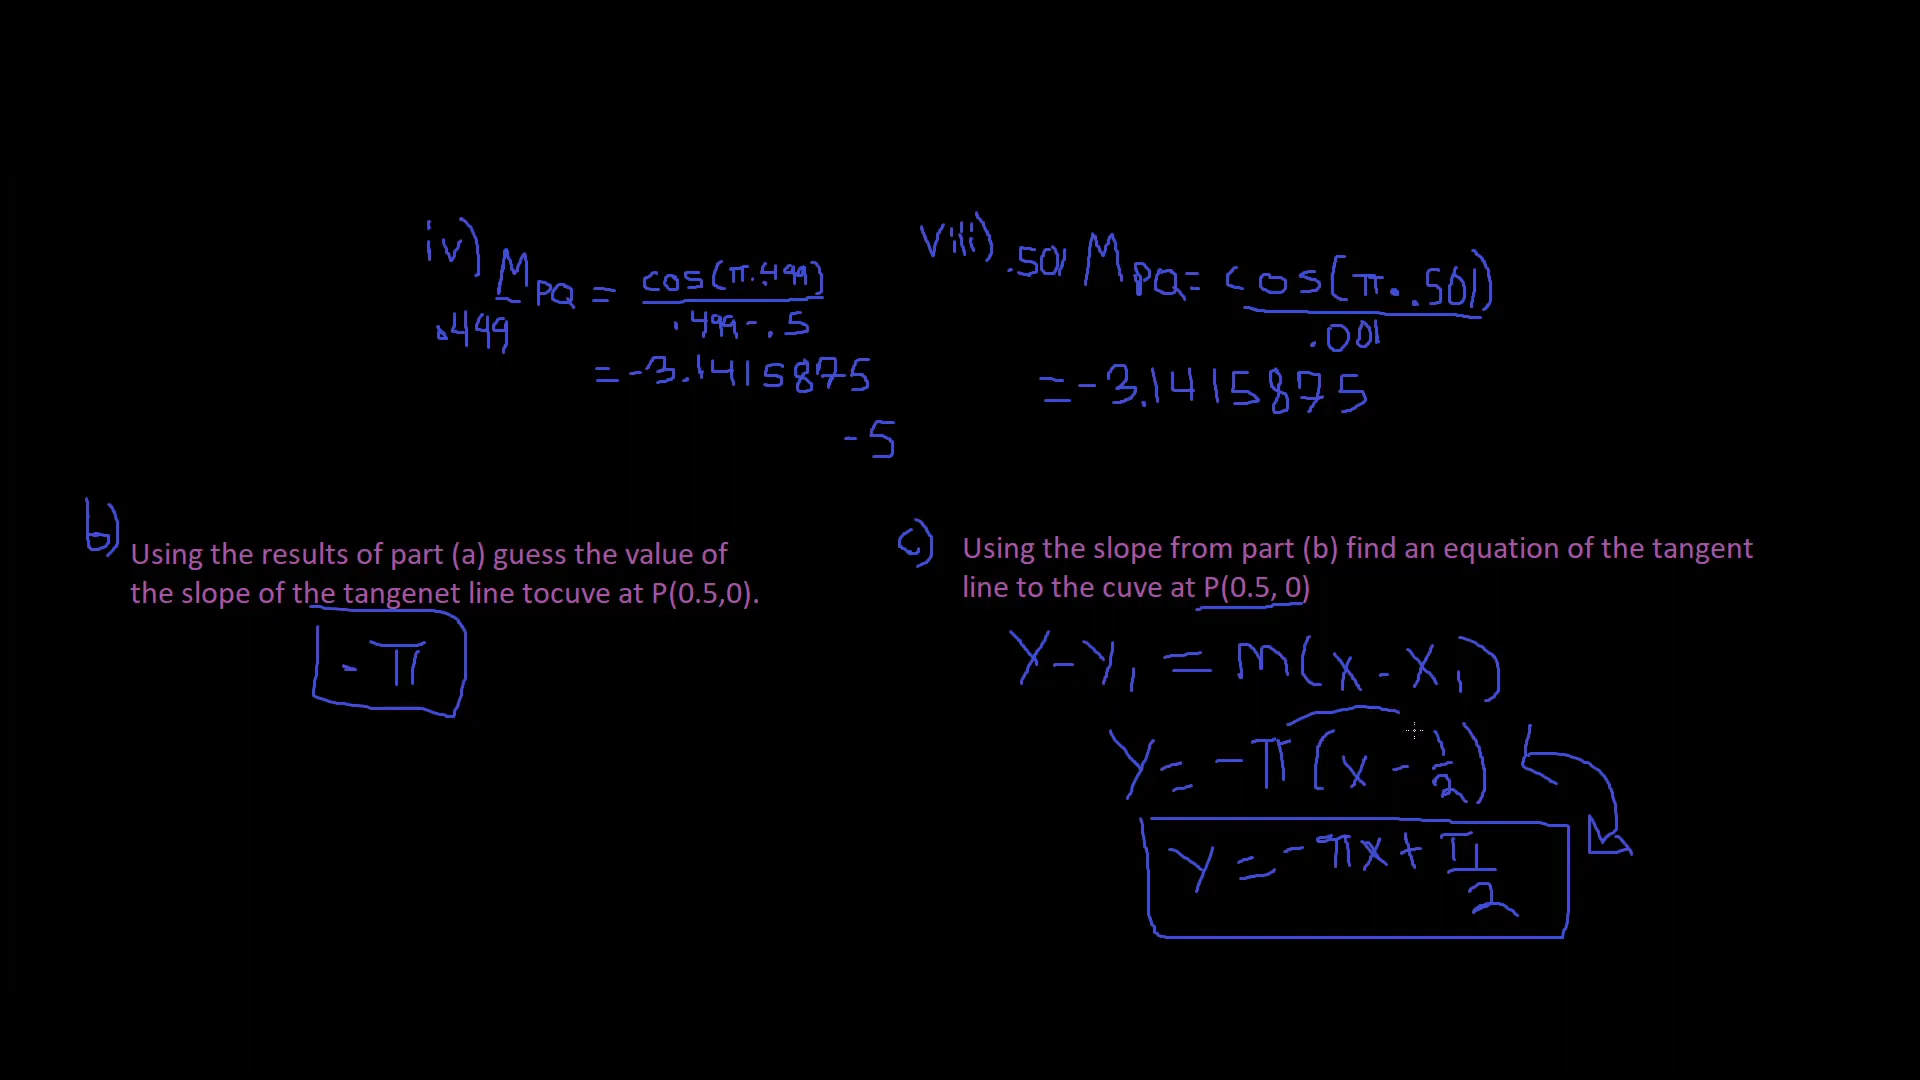 iv) M_PQ = cos(π.499) / .499-.5
.499
= -3.1415875
-5
viii) .501 M_PQ = cos(π..501) / .001
= -3.1415875
b) Using the results of part (a) guess the value of
the slope of the tangenet line tocuve at P(0.5,0).
-π
c) Using the slope from part (b) find an equation of the tangent
line to the cuve at P(0.5, 0)
Y-Y₁ = m(x-x₁)
Y = -π(x - 1/2)
Y = -πx + π/2